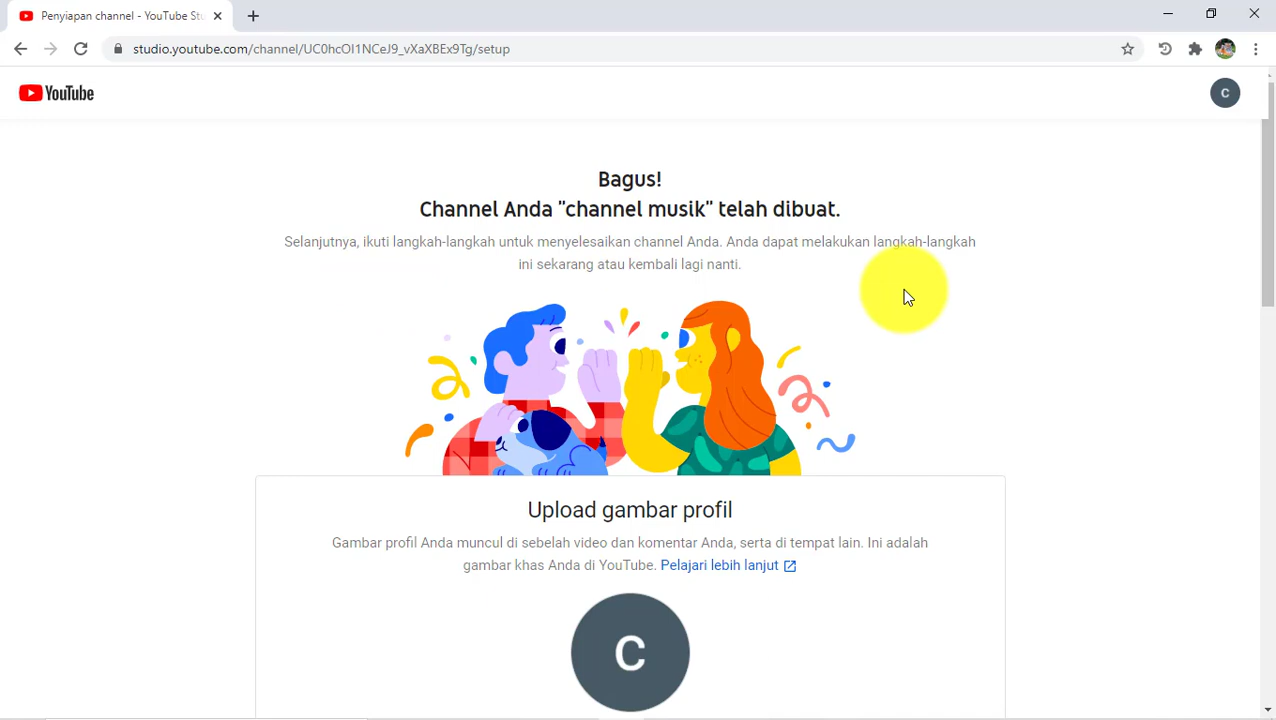 Penyiapan channel - YouTube Stu
studio.youtube.com/channel/UC0hcOI1NCeJ9_vXaXBEx9Tg/setup
YouTube
C
Bagus!
Channel Anda "channel musik" telah dibuat.
Selanjutnya, ikuti langkah-langkah untuk menyelesaikan channel Anda. Anda dapat melakukan langkah-langkah
ini sekarang atau kembali lagi nanti.
Upload gambar profil
Gambar profil Anda muncul di sebelah video dan komentar Anda, serta di tempat lain. Ini adalah
gambar khas Anda di YouTube. Pelajari lebih lanjut
C